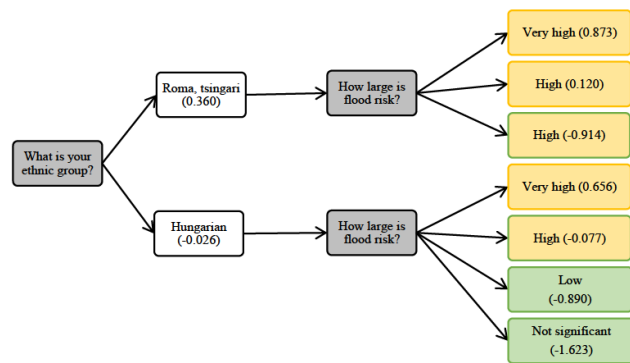 Very high (0.873)
Roma, tsingari
(0.360)
How large is
flood risk?
High (0.120)
High (-0.914)
What is your
ethnic group?
Very high (0.656)
Hungarian
(-0.026)
How large is
flood risk?
High (-0.077)
Low
(-0.890)
Not significant
(-1.623)